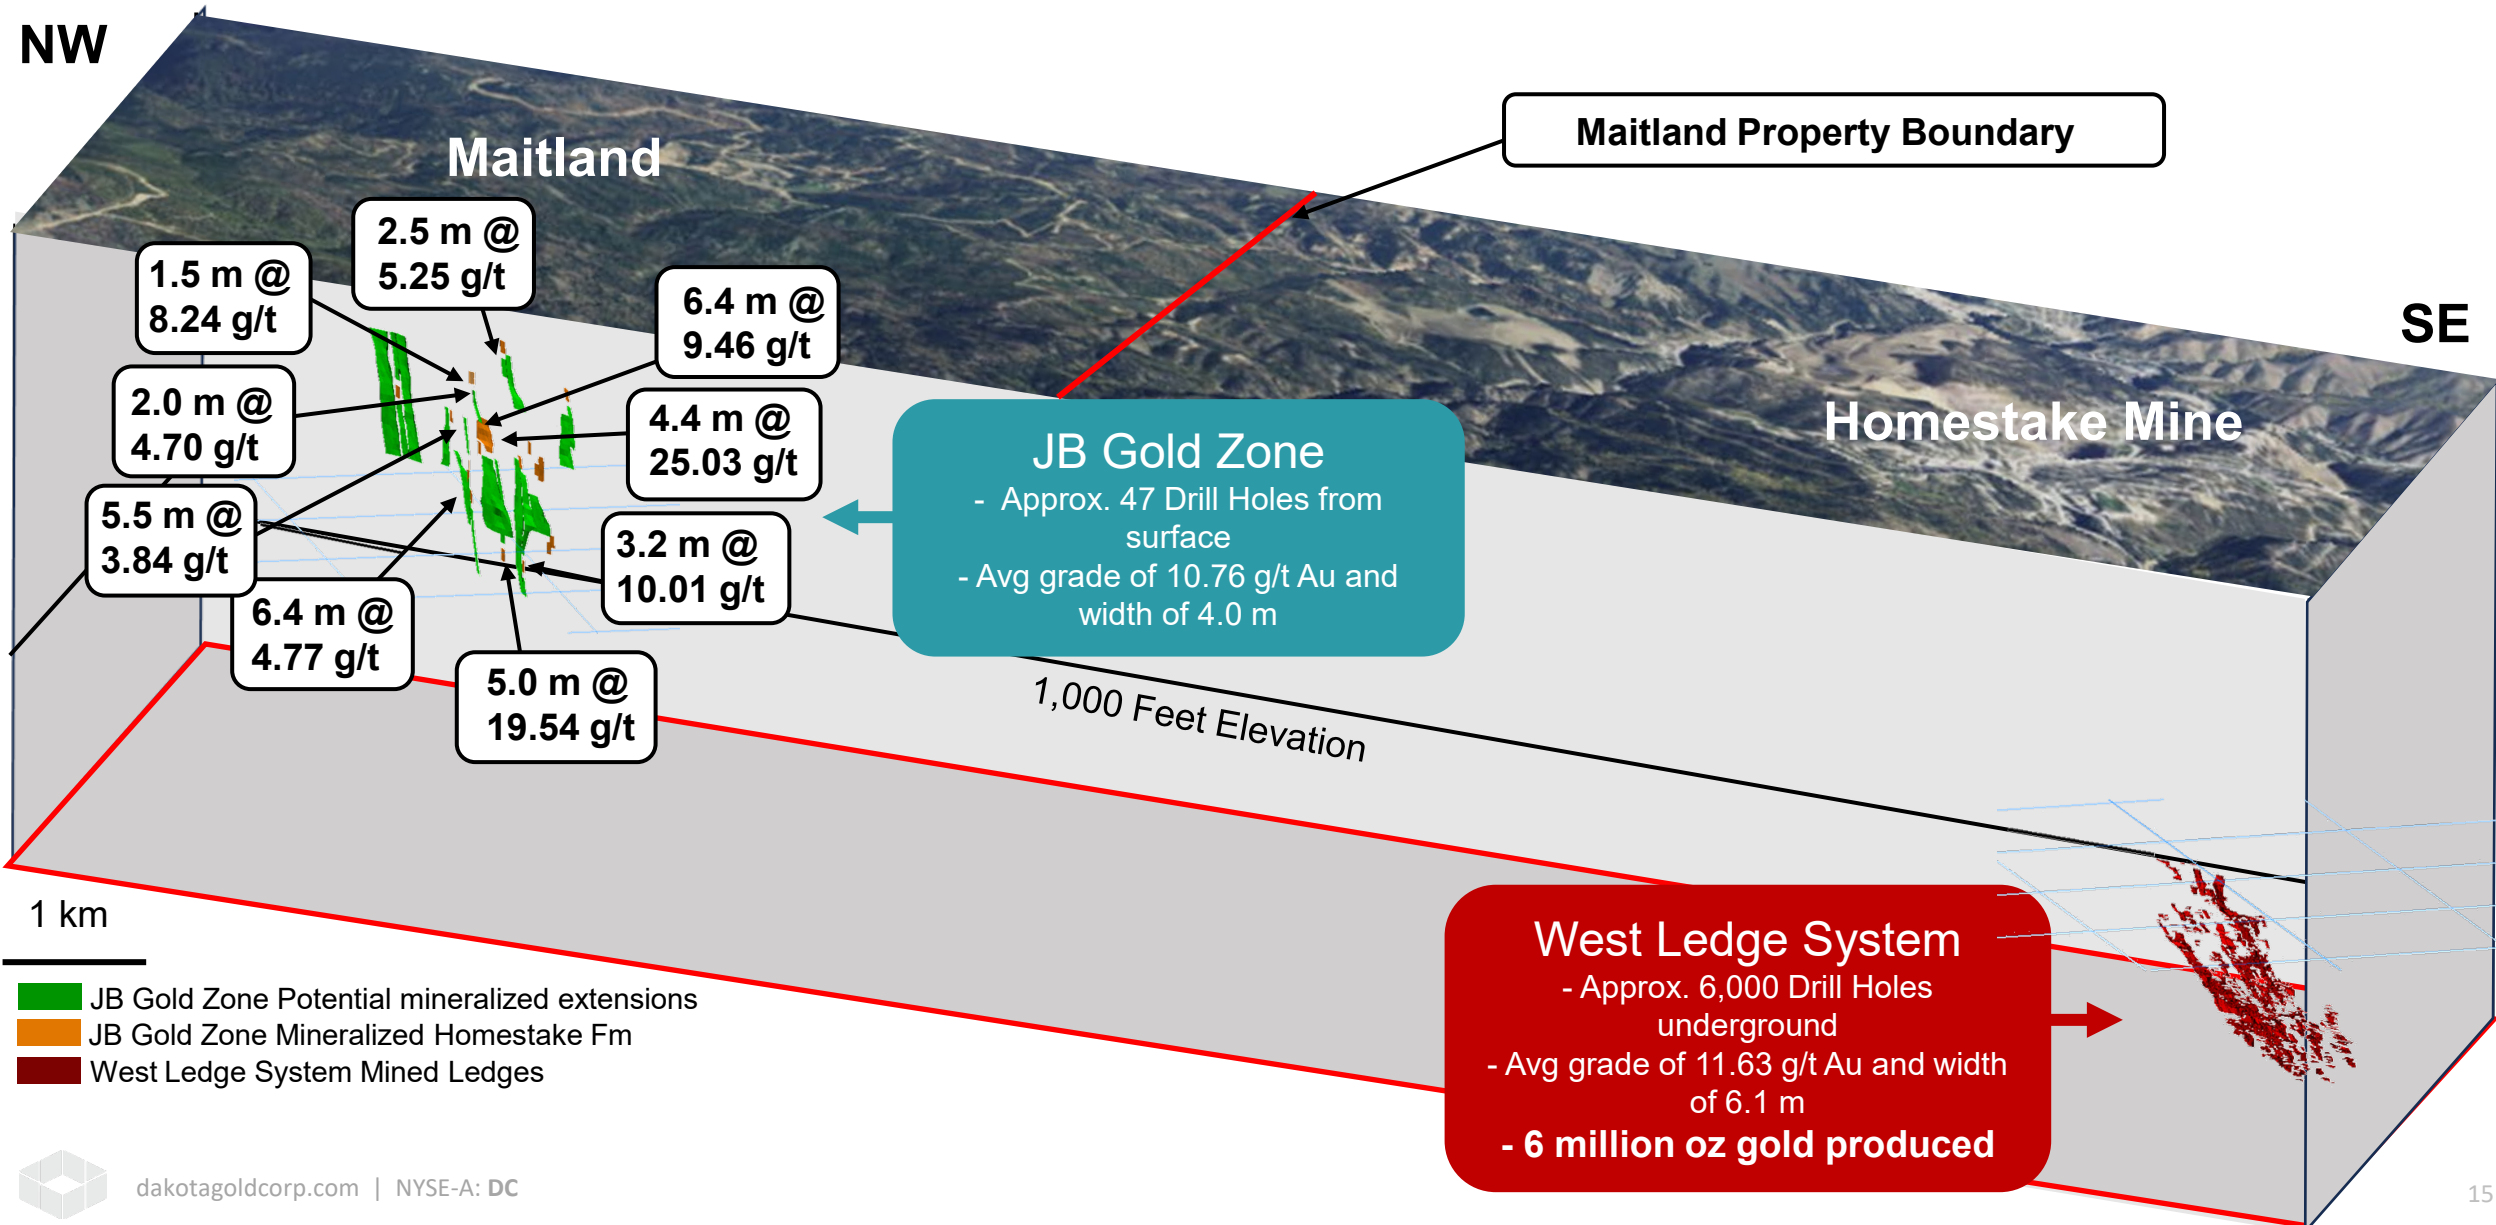 NW
Maitland
Maitland Property Boundary
SE
Homestake Mine
2.5 m @
5.25 g/t
1.5 m @
8.24 g/t
6.4 m @
9.46 g/t
2.0 m @
4.70 g/t
4.4 m @
25.03 g/t
5.5 m @
3.84 g/t
3.2 m @
10.01 g/t
6.4 m @
4.77 g/t
5.0 m @
19.54 g/t
JB Gold Zone
- Approx. 47 Drill Holes from
surface
- Avg grade of 10.76 g/t Au and
width of 4.0 m
1,000 Feet Elevation
West Ledge System
- Approx. 6,000 Drill Holes
underground
- Avg grade of 11.63 g/t Au and width
of 6.1 m
- 6 million oz gold produced
1 km
JB Gold Zone Potential mineralized extensions
JB Gold Zone Mineralized Homestake Fm
West Ledge System Mined Ledges
dakotagoldcorp.com | NYSE-A: DC
15